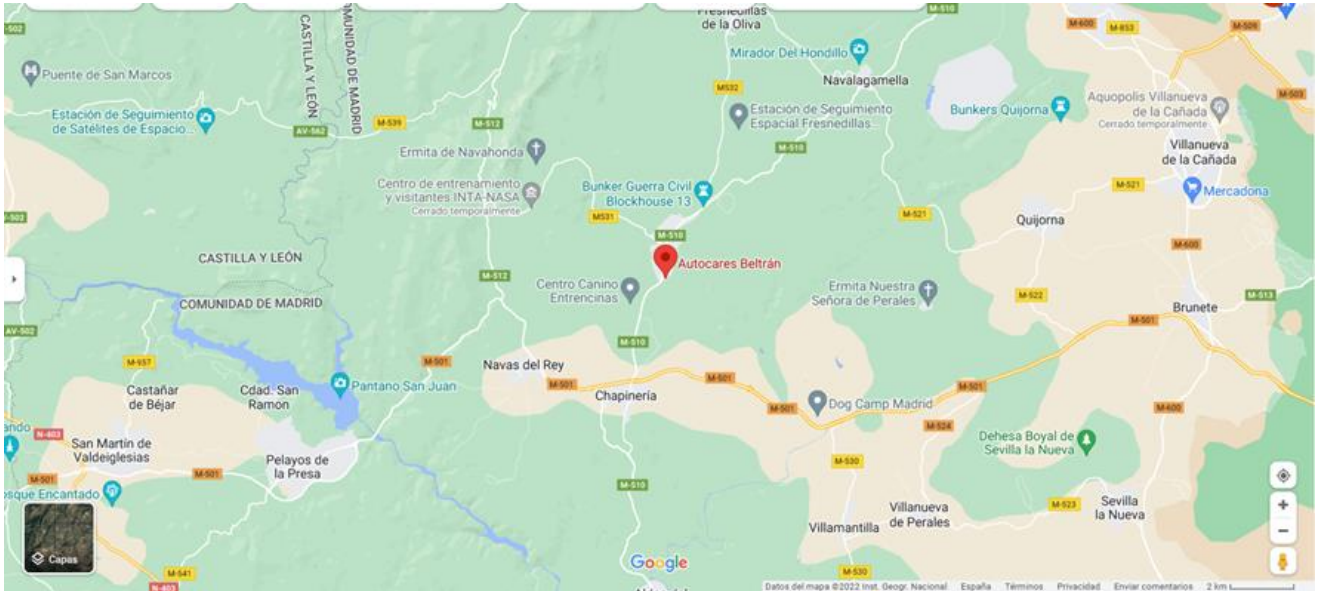 M-502
Puente de San Marcos
Estación de Seguimiento
de Satélites de Espacio...
AV-562
M-539
CASTILLA Y LEÓN
COMUNIDAD DE MADRID
M-512
Ermita de Navahonda
Centro de entrenamiento
y visitantes INTA-NASA
Cerrado temporalmente
Fresnedillas
de la Oliva
M-510
Mirador Del Hondillo
Navalagamella
M532
Estación de Seguimiento
Espacial Fresnedillas...
M-510
Bunker Guerra Civil
Blockhouse 13
M531
M-510
Autocares Beltrán
Centro Canino
Entrencinas
M-510
M-600
M-853
M-509
M-503
Bunkers Quijorna
Aquopolis Villanueva
de la Cañada
Cerrado temporalmente
Villanueva
de la Cañada
M-521
Mercadona
M-521
Quijorna
M-600
Ermita Nuestra
Señora de Perales
M-522
M-513
Brunete
M-501
-502
CASTILLA Y LEÓN
COMUNIDAD DE MADRID
M-512
AV-502
M-957
Castañar
de Béjar
Cdad. San
Ramon
Pantano San Juan
M-501
Navas del Rey
M-501
Chapinería
M-501
M-501
Dog Camp Madrid
M-501
M-524
M-600
Dehesa Boyal de
Sevilla la Nueva
ando
N-403
San Martín de
Valdeiglesias
M-501
M-501
Pelayos de
la Presa
osque Encantado
Capas
M-541
N-403
M-510
M-530
Villamantilla
Villanueva
de Perales
M-523
Sevilla
la Nueva
M-530
Google
Datos del mapa ©2022 Inst. Geogr. Nacional España Términos Privacidad Enviar comentarios 2 km